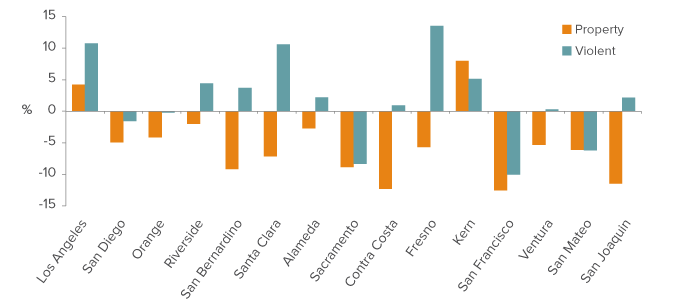 15
10
5
0
-5
-10
-15
%
Property
Violent
Los Angeles
San Diego
Orange
Riverside
San Bernardino
Santa Clara
Alameda
Sacramento
Contra Costa
Fresno
Kern
San Francisco
Ventura
San Mateo
San Joaquin